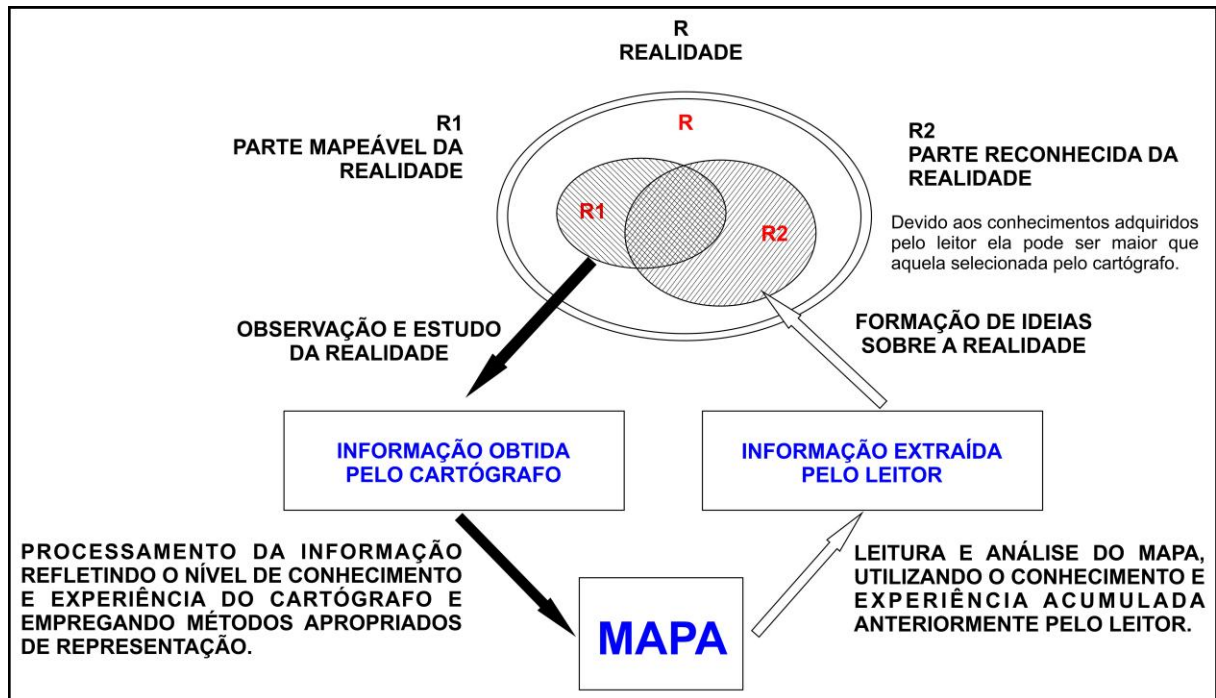 R
REALIDADE
R1
PARTE MAPEÁVEL DA
REALIDADE
R
R1
R2
R2
PARTE RECONHECIDA DA
REALIDADE
Devido aos conhecimentos adquiridos
pelo leitor ela pode ser maior que
aquela selecionada pelo cartógrafo.
OBSERVAÇÃO E ESTUDO
DA REALIDADE
FORMAÇÃO DE IDEIAS
SOBRE A REALIDADE
INFORMAÇÃO OBTIDA
PELO CARTÓGRAFO
INFORMAÇÃO EXTRAÍDA
PELO LEITOR
PROCESSAMENTO DA INFORMAÇÃO
REFLETINDO O NÍVEL DE CONHECIMENTO
E EXPERIÊNCIA DO CARTÓGRAFO E
EMPREGANDO MÉTODOS APROPRIADOS
DE REPRESENTAÇÃO.
MAPA
LEITURA E ANÁLISE DO MAPA,
UTILIZANDO O CONHECIMENTO E
EXPERIÊNCIA ACUMULADA
ANTERIORMENTE PELO LEITOR.